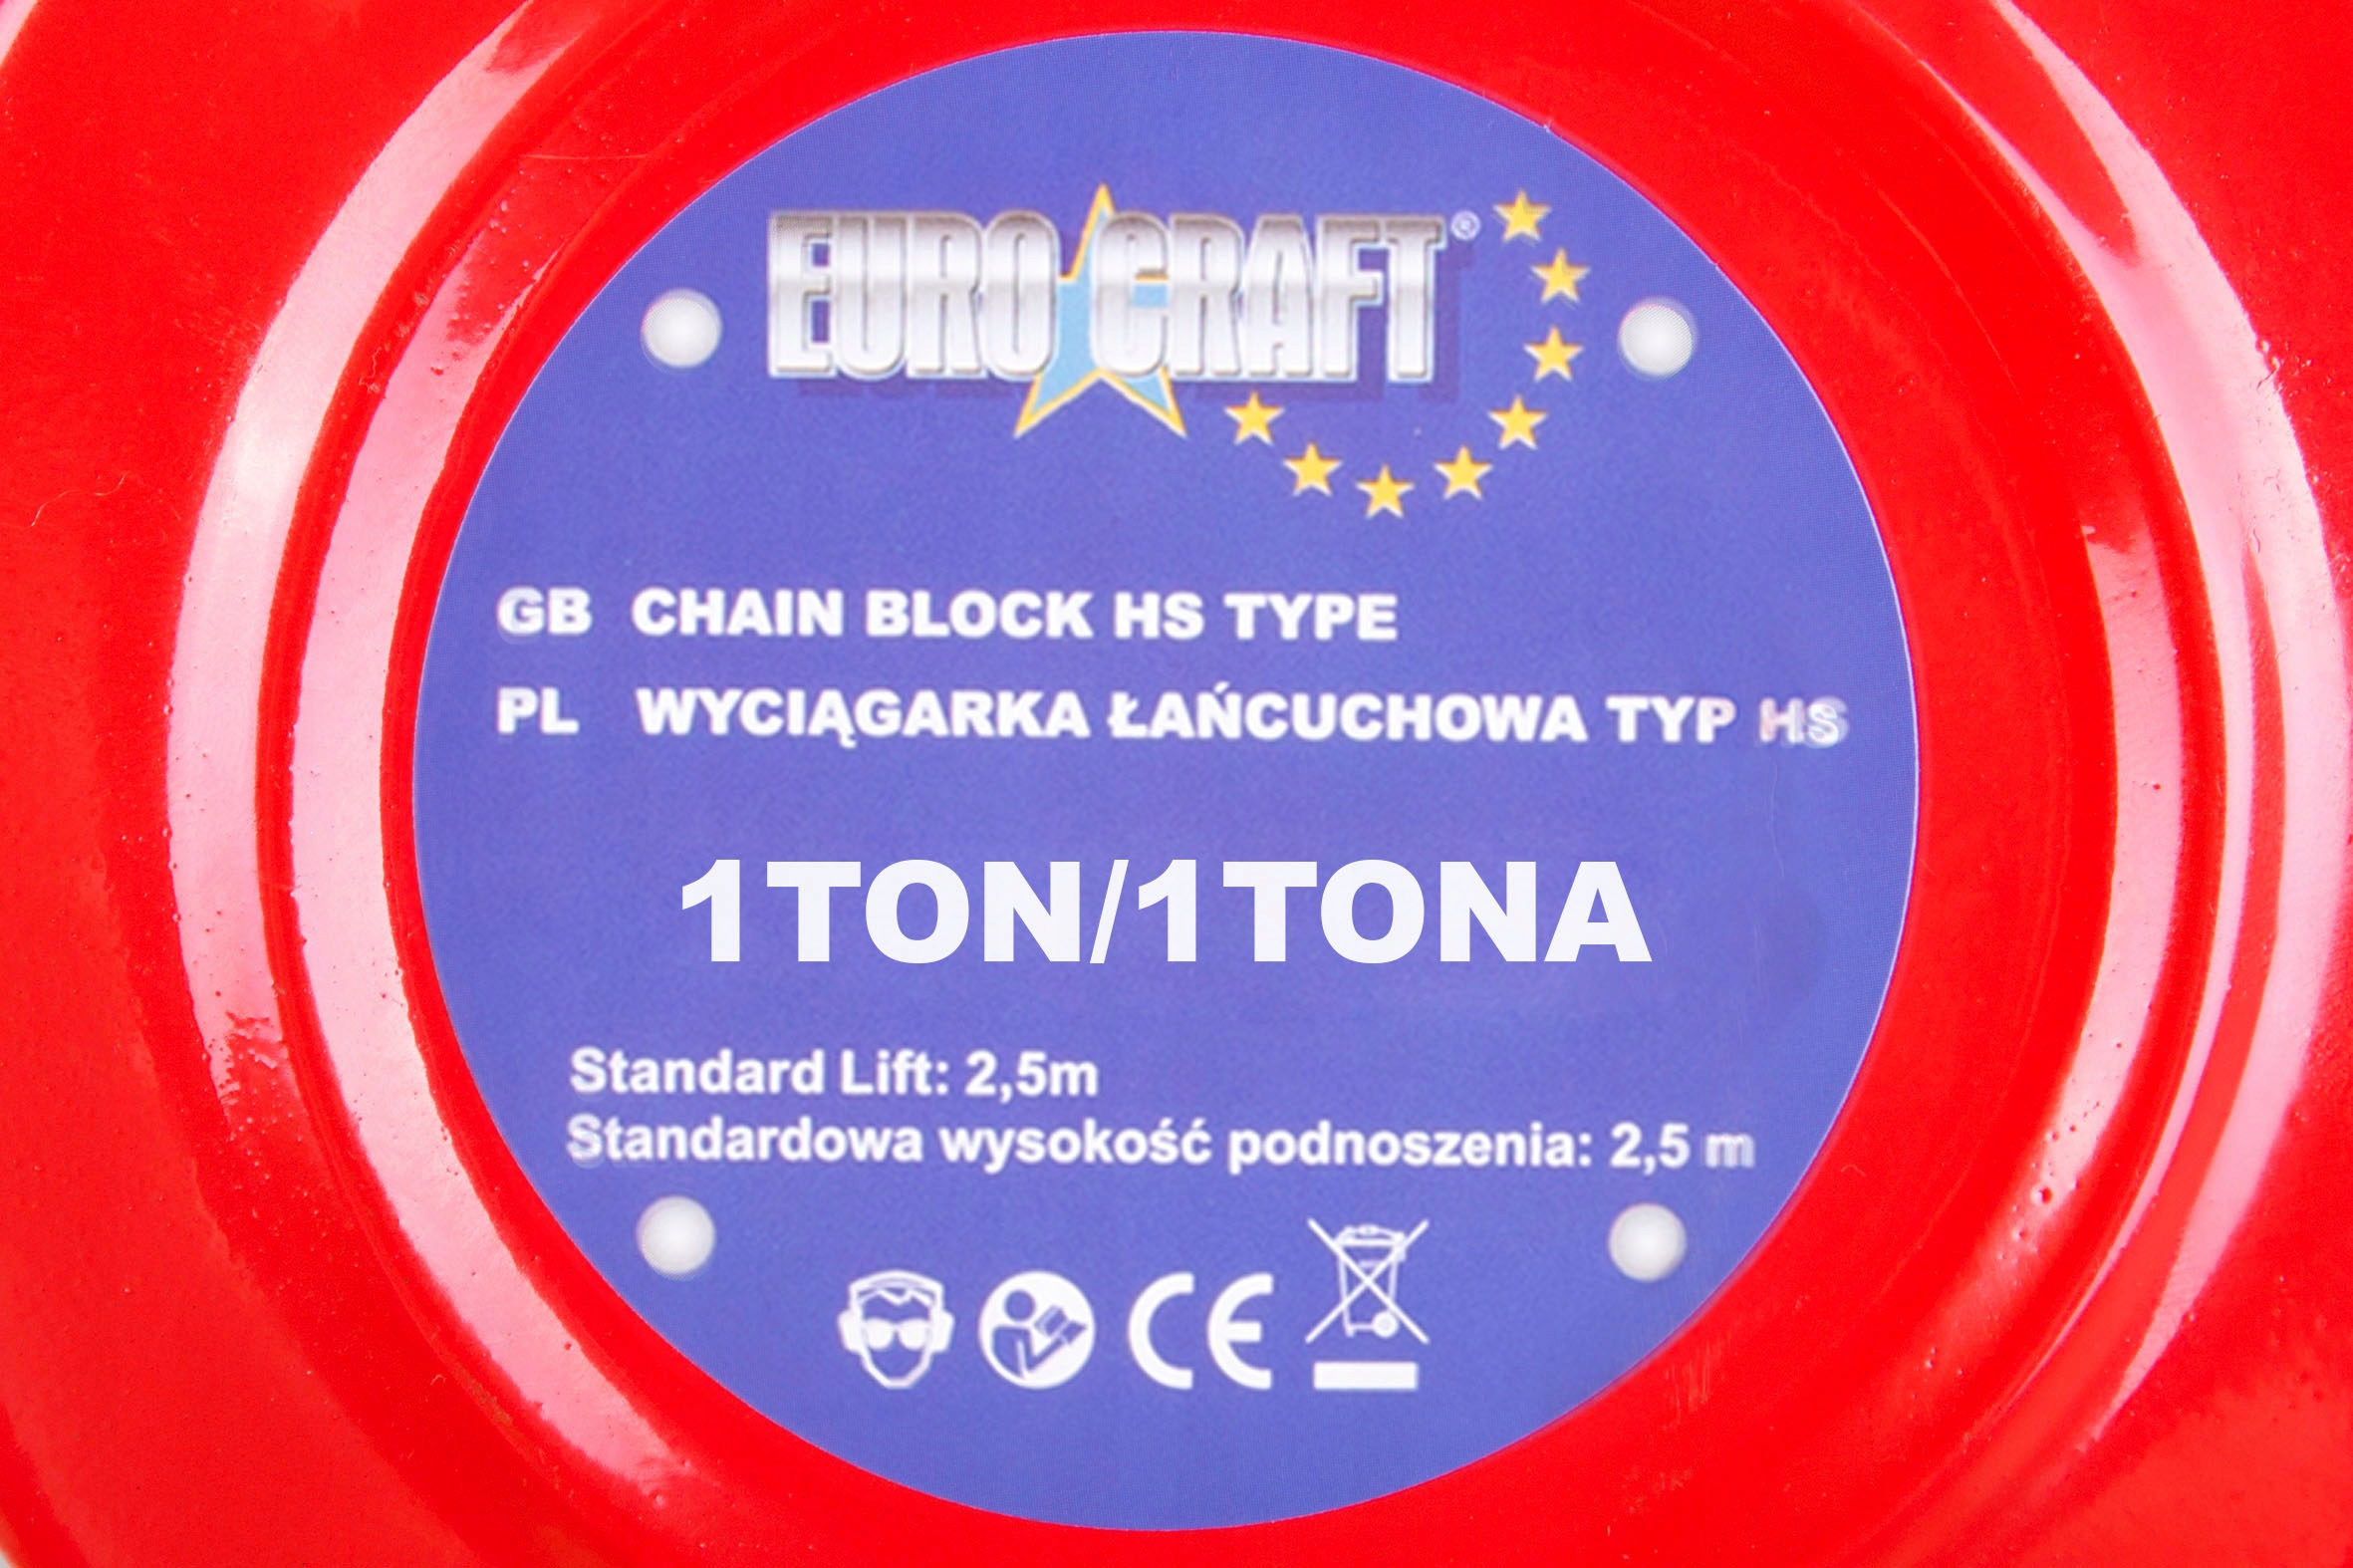 EURO CRAFT®
GB CHAIN BLOCK HS TYPE
PL WYCIĄGARKA ŁAŃCUCHOWA TYP HS
1TON/1TONA
Standard Lift: 2,5m
Standardowa wysokość podnoszenia: 2,5 m
CE